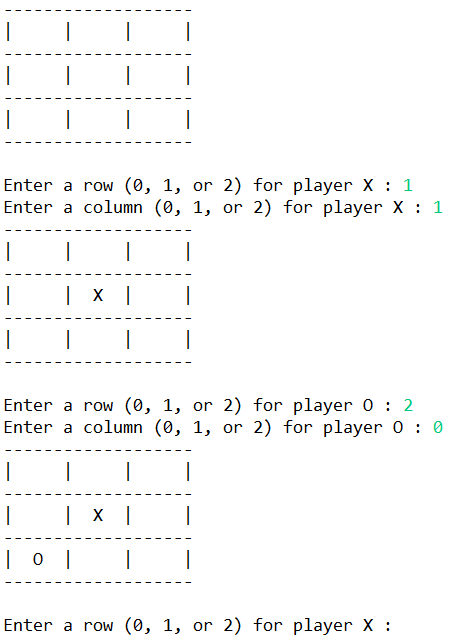 -------------------
|     |     |     |
-------------------
|     |     |     |
-------------------
|     |     |     |
-------------------
Enter a row (0, 1, or 2) for player X : 1
Enter a column (0, 1, or 2) for player X : 1
-------------------
|     |     |     |
-------------------
|     |  X  |     |
-------------------
|     |     |     |
-------------------
Enter a row (0, 1, or 2) for player O : 2
Enter a column (0, 1, or 2) for player O : 0
-------------------
|     |     |     |
-------------------
|     |  X  |     |
-------------------
|  O  |     |     |
-------------------
Enter a row (0, 1, or 2) for player X :